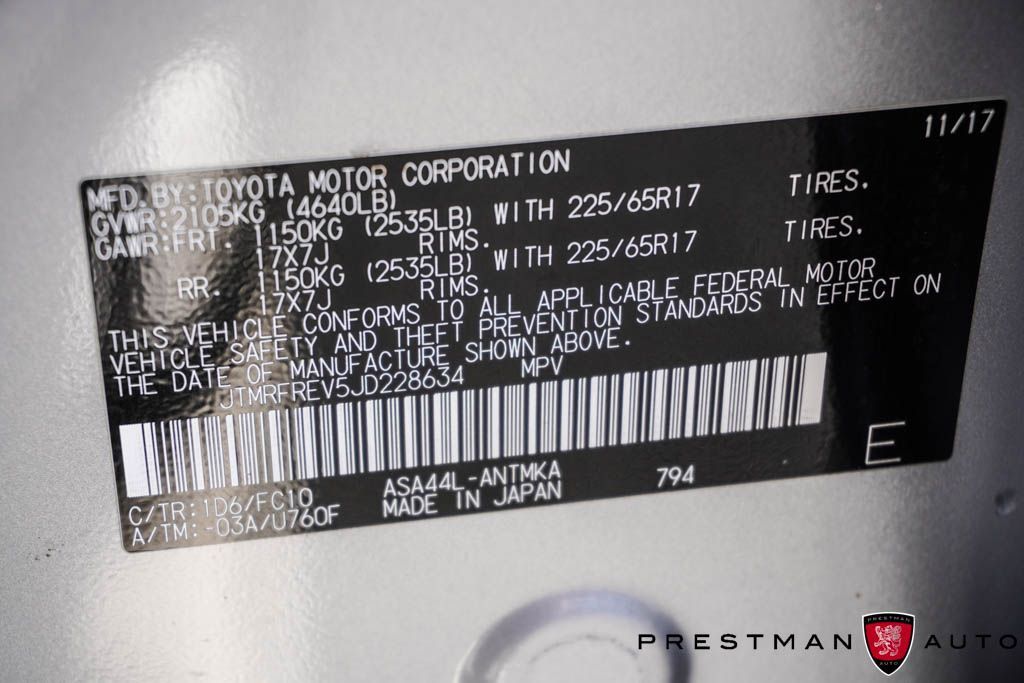 11/17
MFD.BY:TOYOTA MOTOR CORPORATION
GVWR:2105KG (4640LB)
GAWR:FRT. 1150KG (2535LB) WITH 225/65R17 TIRES.
17X7J RIMS.
RR. 1150KG (2535LB) WITH 225/65R17 TIRES.
17X7J RIMS.
THIS VEHICLE CONFORMS TO ALL APPLICABLE FEDERAL MOTOR
VEHICLE SAFETY AND THEFT PREVENTION STANDARDS IN EFFECT ON
THE DATE OF MANUFACTURE SHOWN ABOVE.
JTMRFREV5JD228634 MPV
E
C/TR:1D6/FC10 ASA44L-ANTMKA 794
A/TM:-03A/U760F MADE IN JAPAN
PRESTMAN PRESTMAN AUTO AUTO